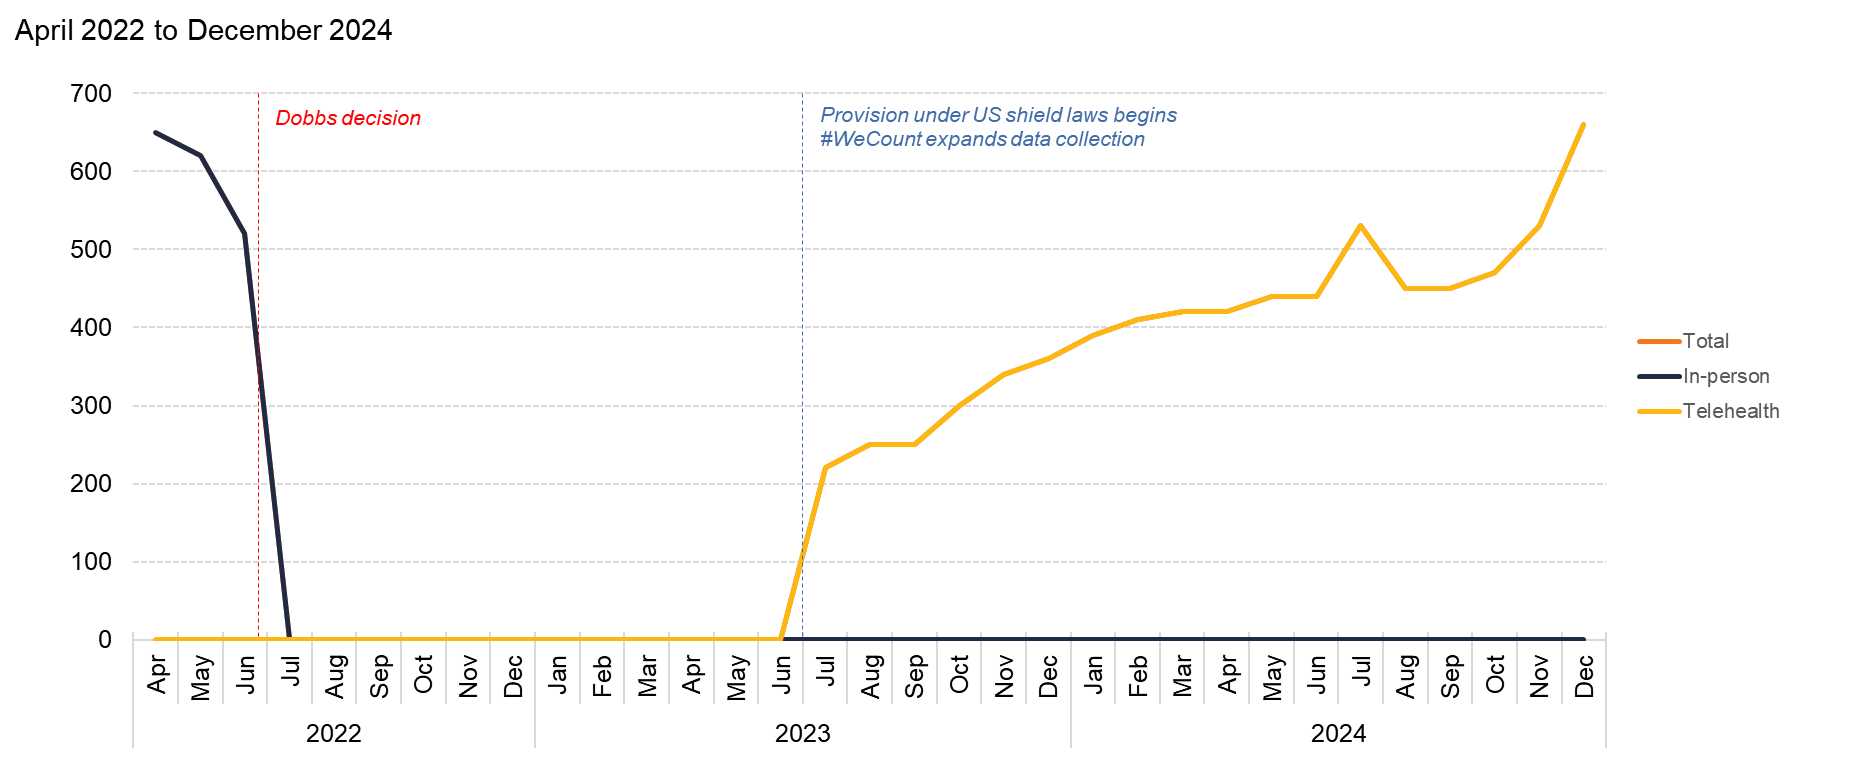 April 2022 to December 2024
700
600
500
400
300
200
100
0
Dobbs decision
Provision under US shield laws begins
#WeCount expands data collection
Total
In-person
Telehealth
Apr
May
Jun
Jul
Aug
Sep
Oct
Nov
Dec
Jan
Feb
Mar
Apr
May
Jun
Jul
Aug
Sep
Oct
Nov
Dec
Jan
Feb
Mar
Apr
May
Jun
Jul
Aug
Sep
Oct
Nov
Dec
2022
2023
2024